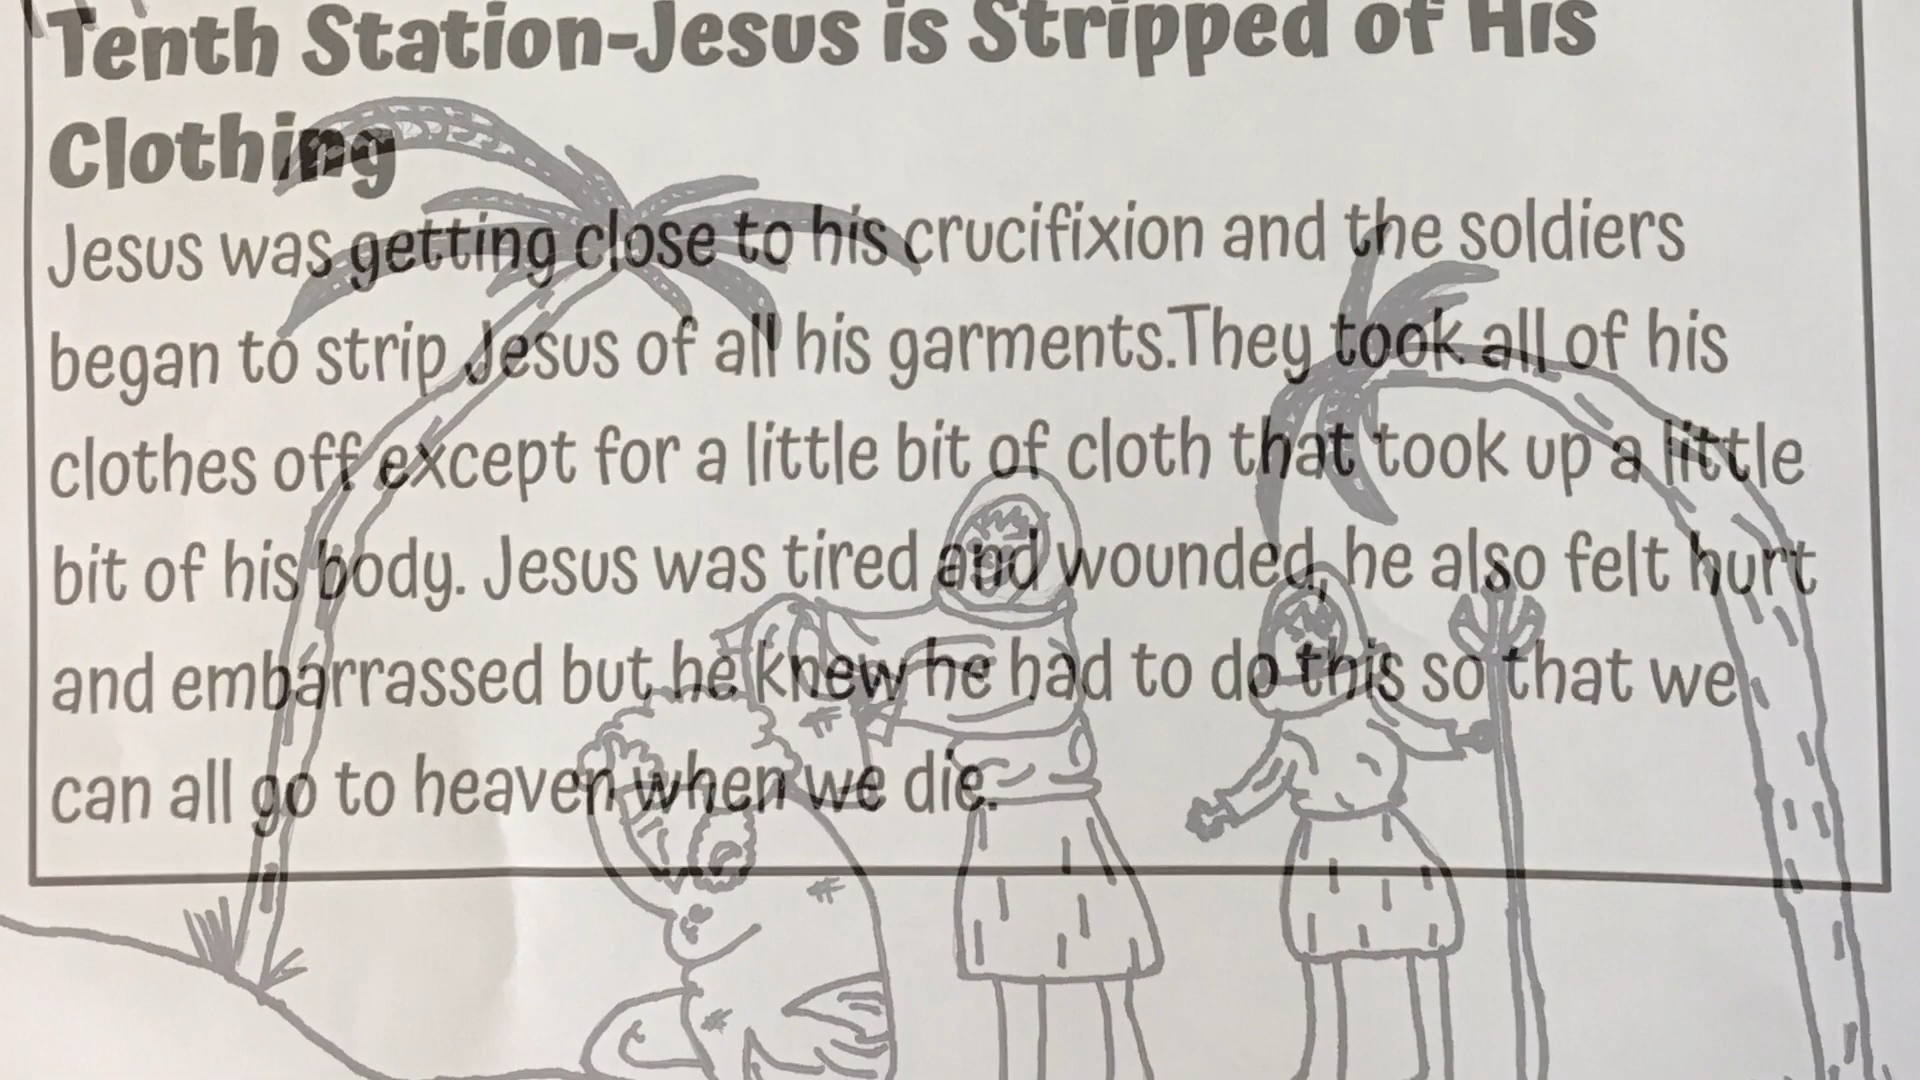 Tenth Station-Jesus is Stripped of His
Clothing
Jesus was getting close to his crucifixion and the soldiers
began to strip Jesus of all his garments.They took all of his
clothes off except for a little bit of cloth that took up a little
bit of his body. Jesus was tired and wounded, he also felt hurt
and embarrassed but he knew he had to do this so that we
can all go to heaven when we die.